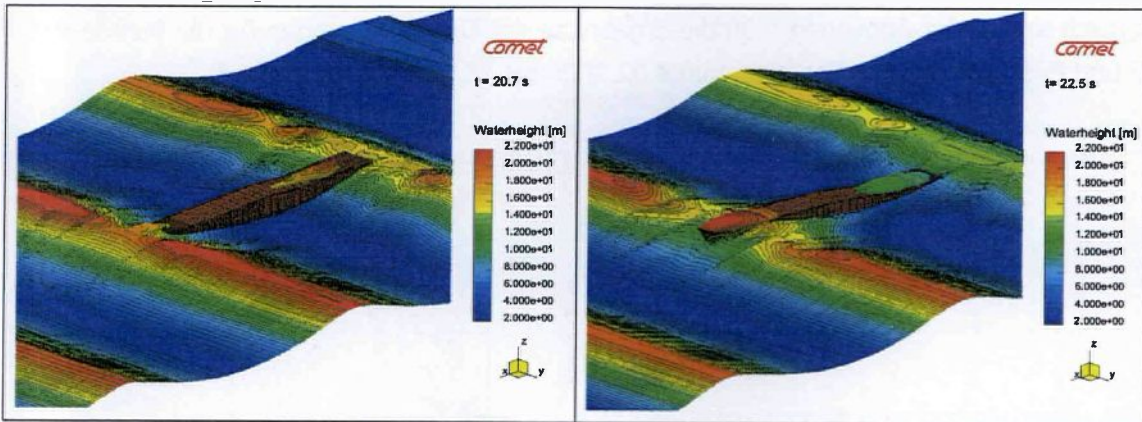 Comet
t = 20.7 s
Waterheight [m]
2.200e+01
2.000e+01
1.800e+01
1.600e+01
1.400e+01
1.200e+01
1.000e+01
8.000e+00
6.000e+00
4.000e+00
2.000e+00
z
x y
Comet
t = 22.5 s
Waterheight [m]
2.200e+01
2.000e+01
1.800e+01
1.600e+01
1.400e+01
1.200e+01
1.000e+01
8.000e+00
6.000e+00
4.000e+00
2.000e+00
z
x y